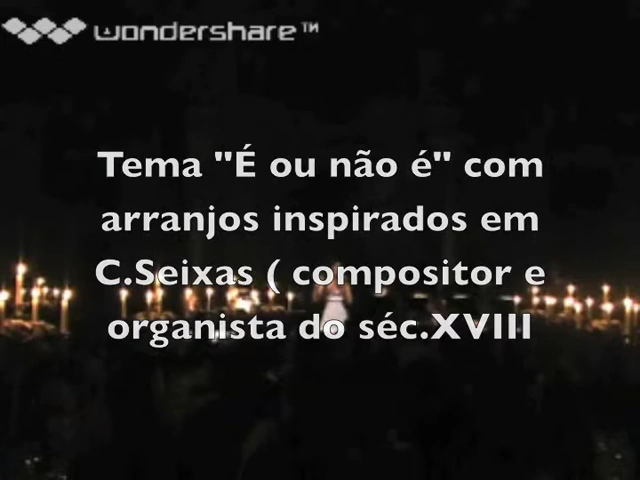 wondershare™
Tema "É ou não é" com
arranjos inspirados em
C.Seixas ( compositor e
organista do séc.XVIII